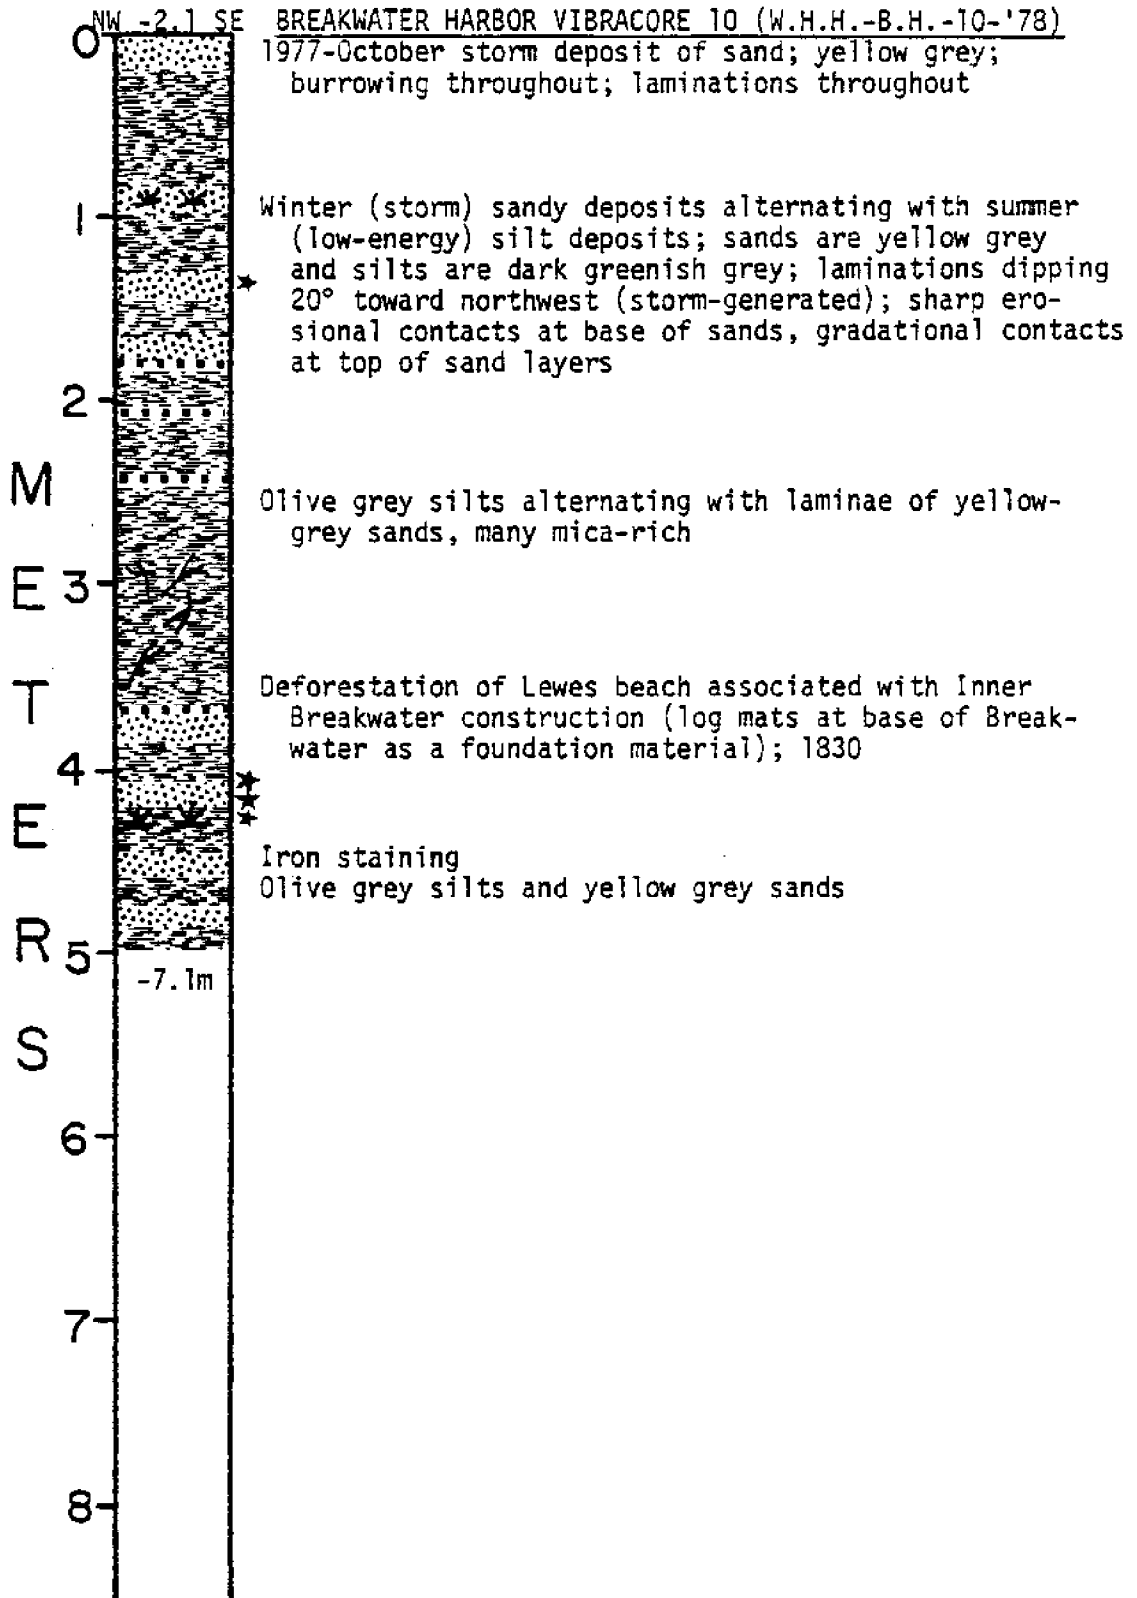 NW -2.1 SE BREAKWATER HARBOR VIBRACORE 10 (W.H.H.-B.H.-10-'78)
0
1977-October storm deposit of sand; yellow grey;
burrowing throughout; laminations throughout
1
Winter (storm) sandy deposits alternating with summer
(low-energy) silt deposits; sands are yellow grey
and silts are dark greenish grey; laminations dipping
20° toward northwest (storm-generated); sharp ero-
sional contacts at base of sands, gradational contacts
at top of sand layers
2
Olive grey silts alternating with laminae of yellow-
grey sands, many mica-rich
3
Deforestation of Lewes beach associated with Inner
Breakwater construction (log mats at base of Break-
water as a foundation material); 1830
4
Iron staining
Olive grey silts and yellow grey sands
5
-7.1m
6
7
8
METERS